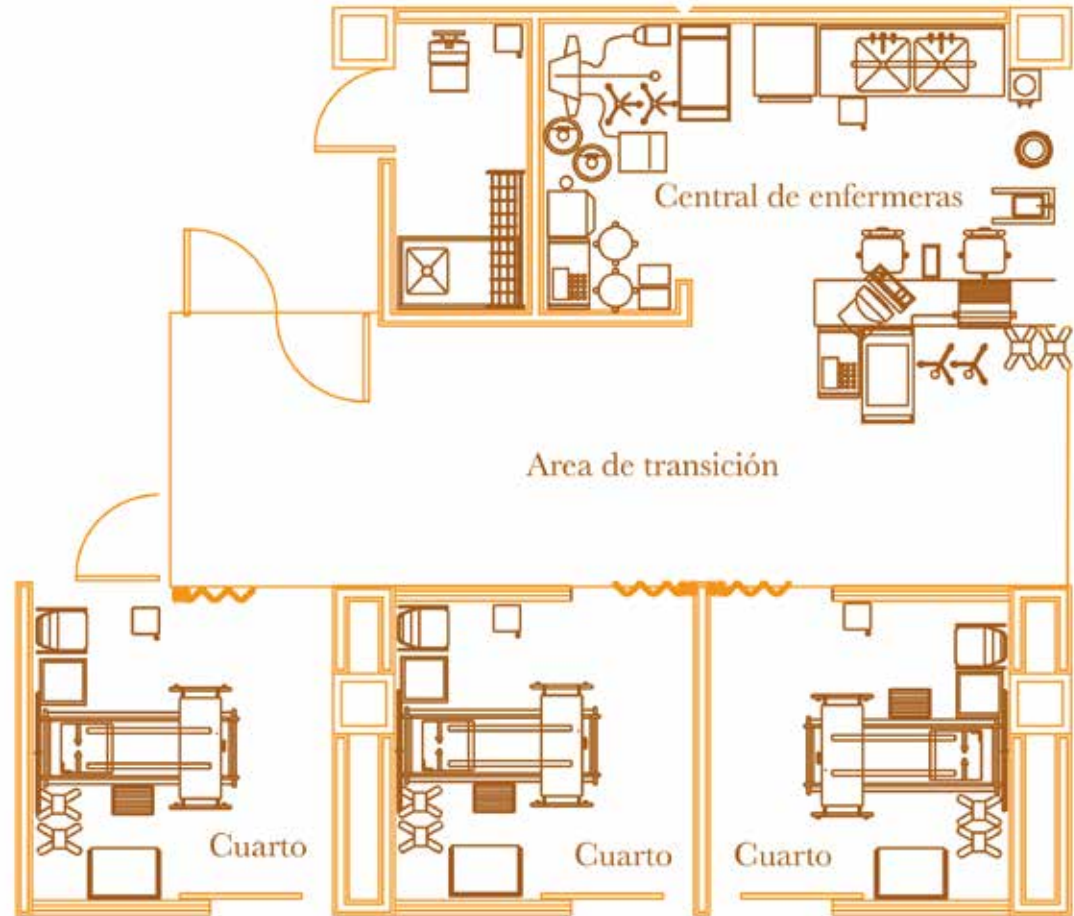 Central de enfermeras
Area de transición
Cuarto
Cuarto
Cuarto